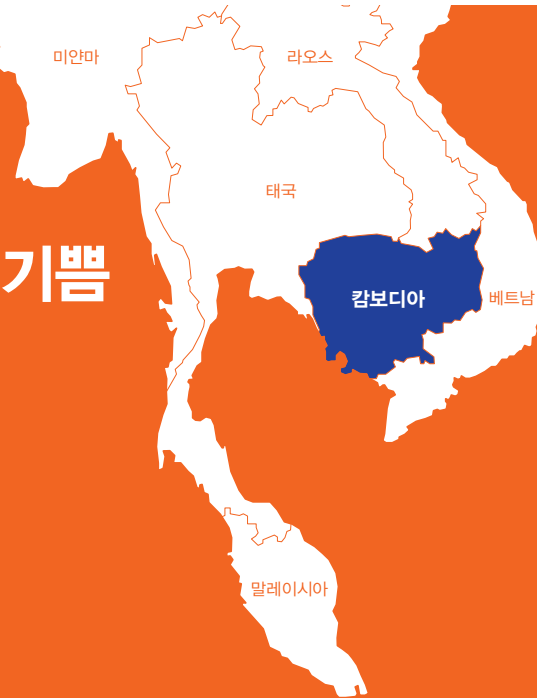 미얀마
라오스
태국
기쁨
캄보디아
베트남
말레이시아